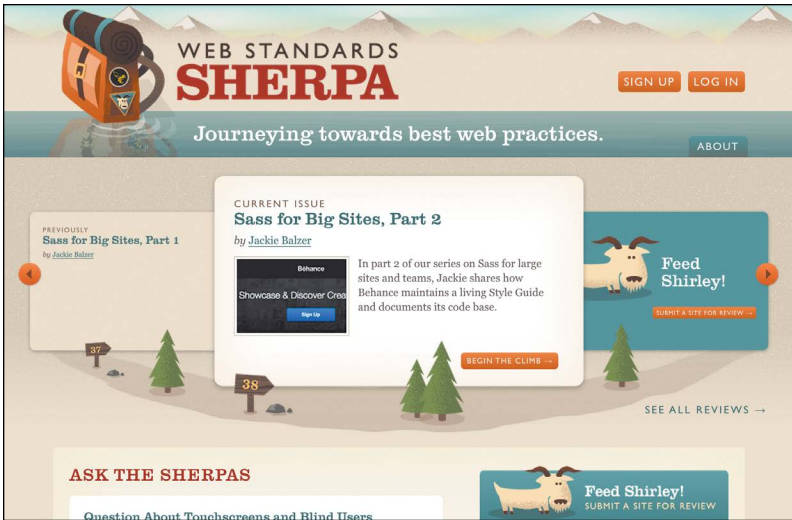 WEB STANDARDS
SHERPA
SIGN UP
LOG IN
Journeying towards best web practices.
ABOUT
PREVIOUSLY
Sass for Big Sites, Part 1
by Jackie Balzer
CURRENT ISSUE
Sass for Big Sites, Part 2
by Jackie Balzer
Bēhance
Showcase & Discover Crea
Sign Up
In part 2 of our series on Sass for large
sites and teams, Jackie shares how
Behance maintains a living Style Guide
and documents its code base.
BEGIN THE CLIMB →
Feed
Shirley!
SUBMIT A SITE FOR REVIEW →
37
38
SEE ALL REVIEWS →
ASK THE SHERPAS
Question About Touchscreens and Blind Users
Feed Shirley!
SUBMIT A SITE FOR REVIEW